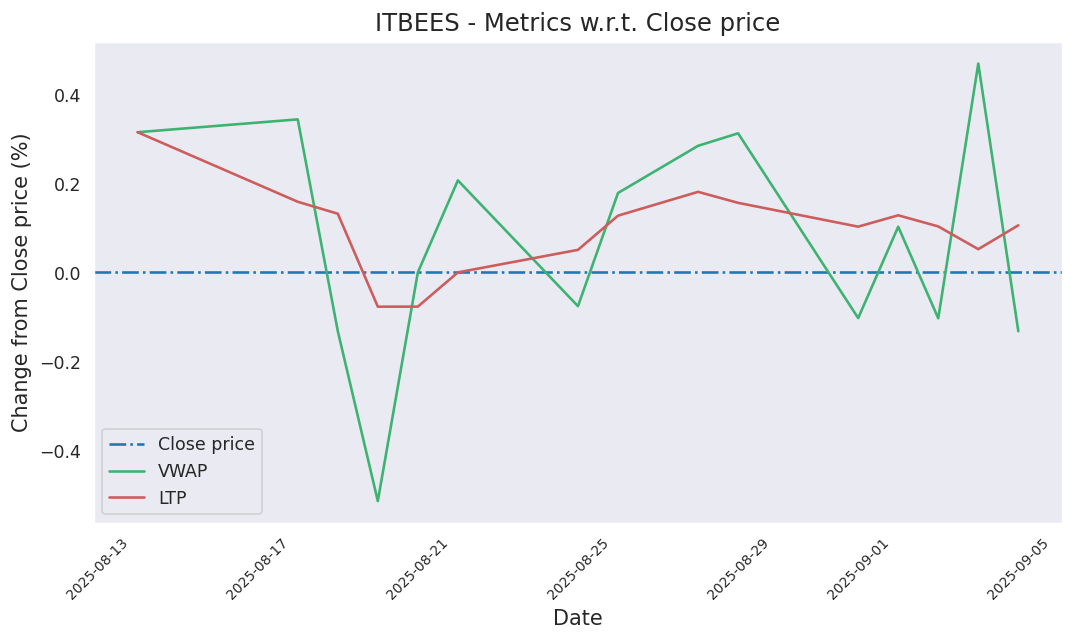 ITBEES - Metrics w.r.t. Close price
Change from Close price (%)
0.4
0.2
0.0
−0.2
−0.4
Close price
VWAP
LTP
2025-08-13
2025-08-17
2025-08-21
2025-08-25
2025-08-29
2025-09-01
2025-09-05
Date